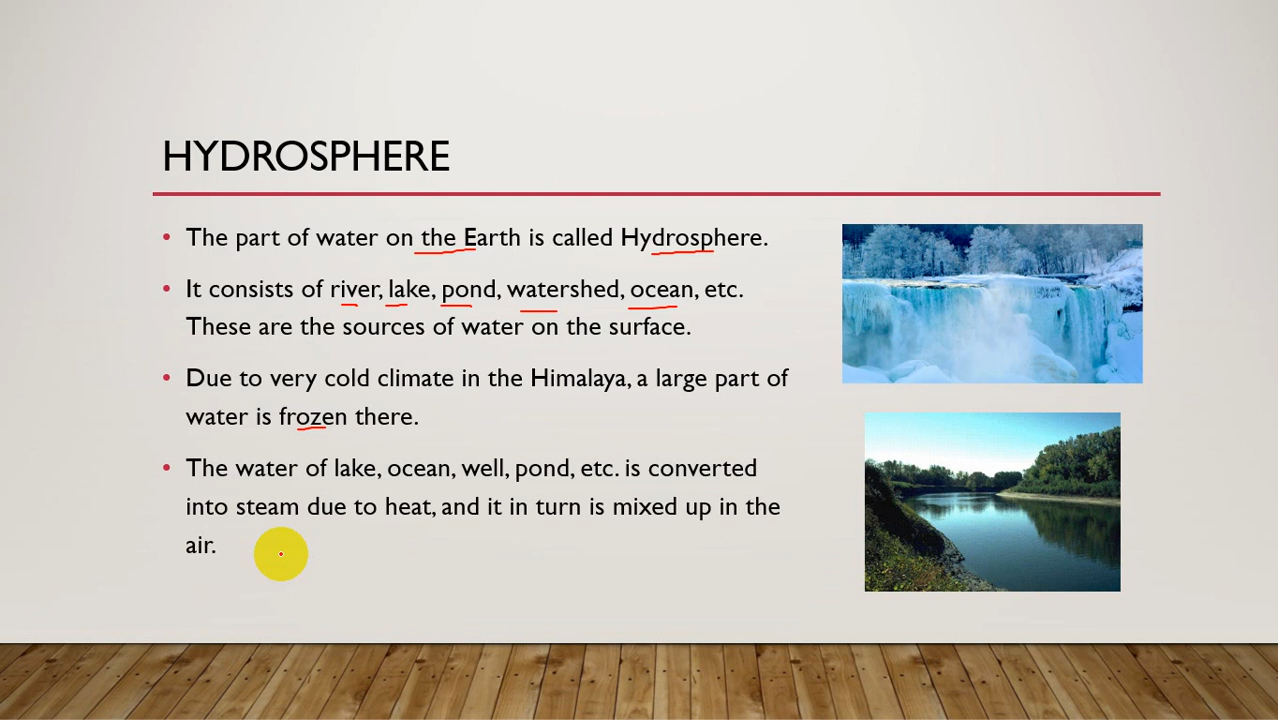 HYDROSPHERE
• The part of water on the Earth is called Hydrosphere.
• It consists of river, lake, pond, watershed, ocean, etc.
These are the sources of water on the surface.
• Due to very cold climate in the Himalaya, a large part of
water is frozen there.
• The water of lake, ocean, well, pond, etc. is converted
into steam due to heat, and it in turn is mixed up in the
air.